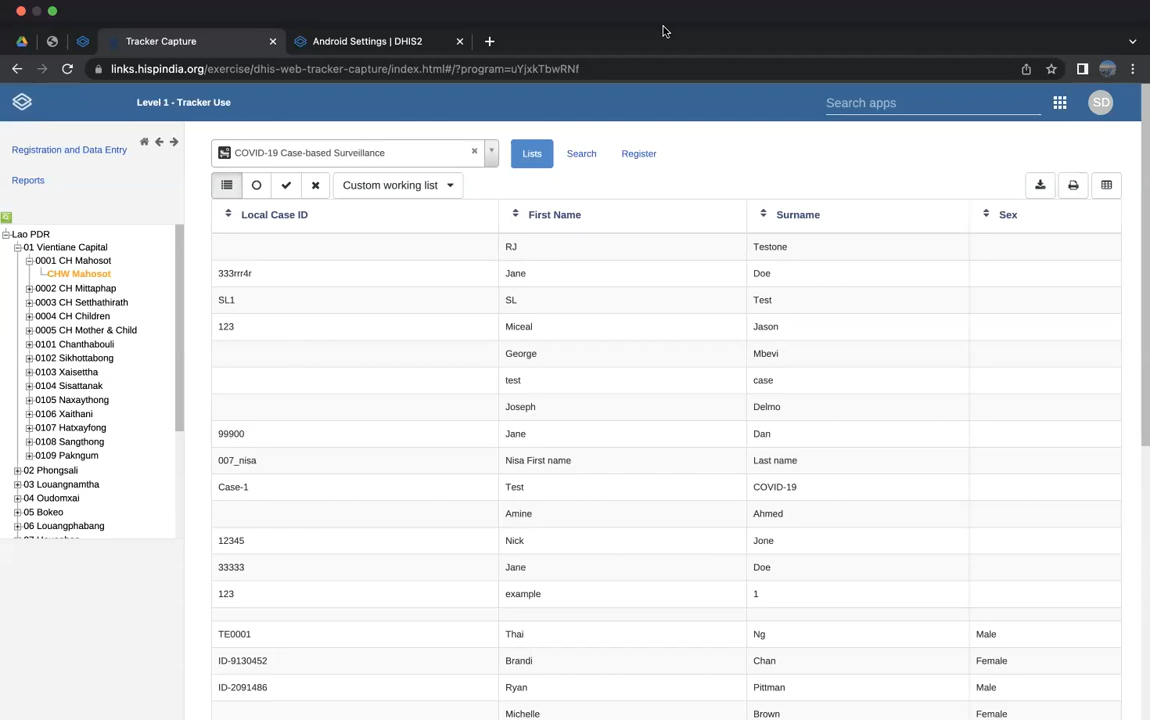 Tracker Capture
Android Settings | DHIS2
links.hispindia.org/exercise/dhis-web-tracker-capture/index.html#/?program=uYjxkTbwRNf
Level 1 - Tracker Use
Search apps
SD
Registration and Data Entry
Reports
Lao PDR
01 Vientiane Capital
0001 CH Mahosot
CHW Mahosot
0002 CH Mittaphap
0003 CH Setthathirath
0004 CH Children
0005 CH Mother & Child
0101 Chanthabouli
0102 Sikhottabong
0103 Xaisettha
0104 Sisattanak
0105 Naxaythong
0106 Xaithani
0107 Hatxayfong
0108 Sangthong
0109 Pakngum
02 Phongsali
03 Louangnamtha
04 Oudomxai
05 Bokeo
06 Louangphabang
COVID-19 Case-based Surveillance
Lists
Search
Register
Custom working list
Local Case ID First Name Surname Sex
RJ Testone
333rrr4r Jane Doe
SL1 SL Test
123 Miceal Jason
George Mbevi
test case
Joseph Delmo
99900 Jane Dan
007_nisa Nisa First name Last name
Case-1 Test COVID-19
Amine Ahmed
12345 Nick Jone
33333 Jane Doe
123 example 1
TE0001 Thai Ng Male
ID-9130452 Brandi Chan Female
ID-2091486 Ryan Pittman Male
Michelle Brown Female